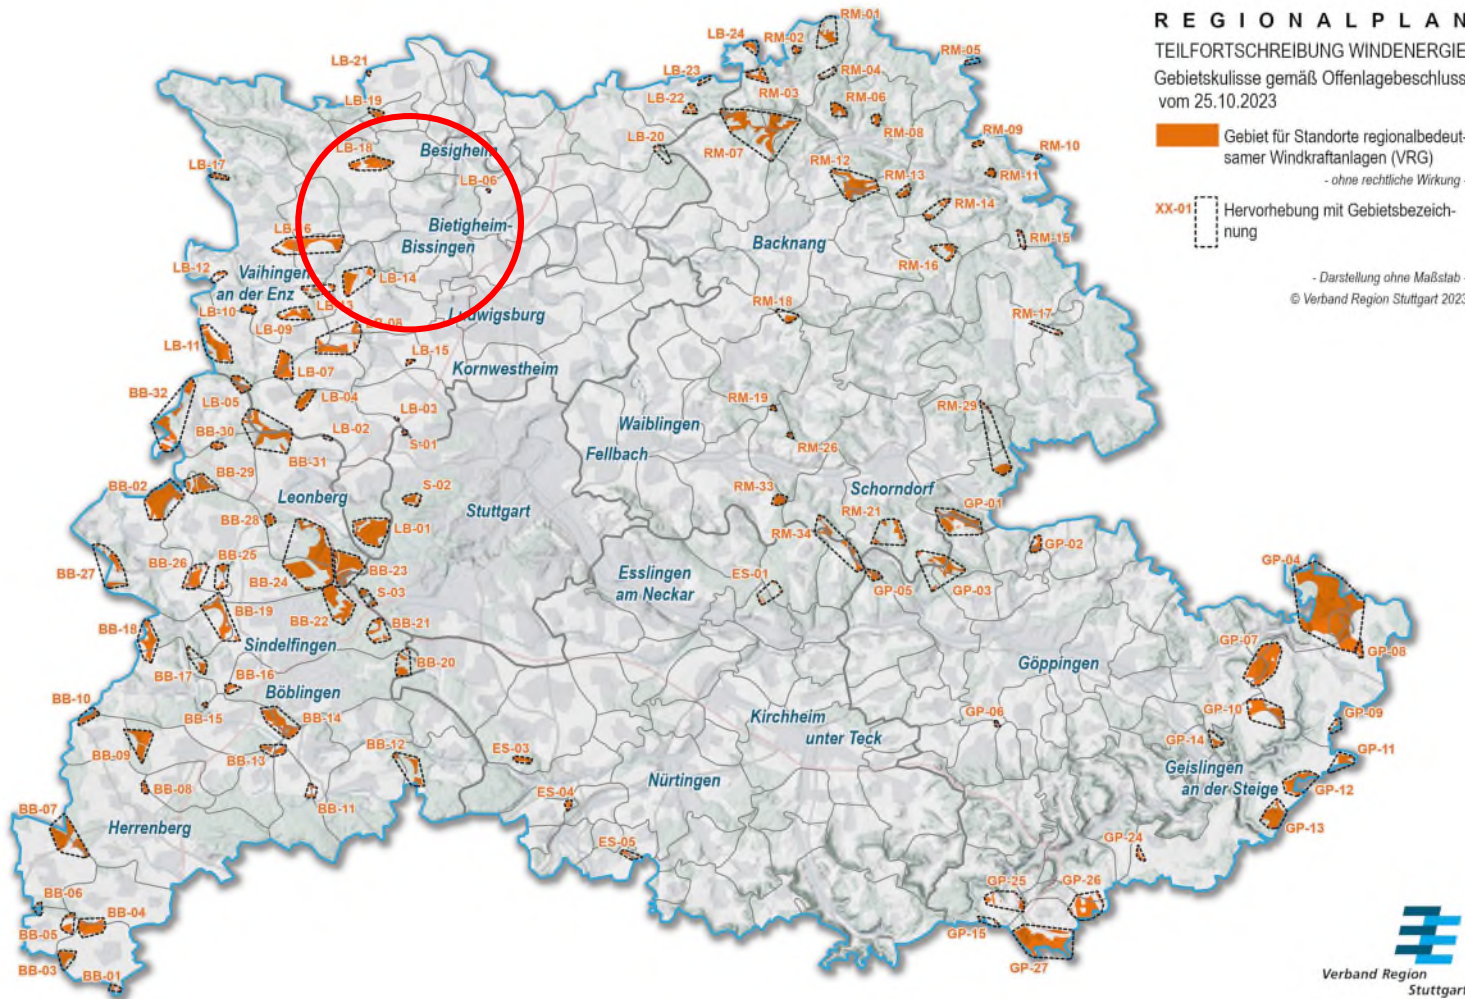 REGIONALPLAN
TEILFORTSCHREIBUNG WINDENERGIE
Gebietskulisse gemäß Offenlagebeschluss
vom 25.10.2023
Gebiet für Standorte regionalbedeut-
samer Windkraftanlagen (VRG)
- ohne rechtliche Wirkung -
XX-01
Hervorhebung mit Gebietsbezeich-
nung
- Darstellung ohne Maßstab -
© Verband Region Stuttgart 2023
RM-01
LB-24
RM-02
RM-05
LB-21
LB-23
RM-04
LB-19
LB-22
RM-03
RM-06
LB-20
RM-08
RM-09
LB-18
Besigheim
RM-07
RM-10
LB-17
LB-06
RM-12
RM-13
RM-11
RM-14
LB-16
Bietigheim-
Bissingen
Backnang
RM-15
RM-16
LB-12
Vaihingen
an der Enz
LB-14
LB-13
LB-10
LB-09
LB-08
Ludwigsburg
RM-18
RM-17
LB-11
LB-15
LB-07
Kornwestheim
BB-32
LB-05
LB-04
LB-03
RM-19
RM-29
BB-30
LB-02
S-01
Waiblingen
RM-26
Fellbach
BB-31
BB-29
BB-02
Leonberg
S-02
RM-33
Schorndorf
GP-01
BB-28
LB-01
Stuttgart
RM-21
RM-34
GP-02
BB-27
BB-26
BB-25
BB-24
BB-23
Esslingen
am Neckar
ES-01
GP-05
GP-03
GP-04
S-03
BB-22
BB-19
BB-18
BB-21
Sindelfingen
GP-07
GP-08
BB-17
BB-16
BB-20
Göppingen
Böblingen
BB-10
BB-15
BB-14
GP-10
GP-09
Kirchheim
unter Teck
GP-06
BB-09
BB-13
BB-12
ES-03
GP-14
GP-11
Geislingen
an der Steige
Nürtingen
BB-08
BB-11
ES-04
GP-12
BB-07
Herrenberg
GP-13
ES-05
GP-24
BB-06
GP-25
GP-26
BB-04
BB-05
GP-15
BB-03
BB-01
GP-27
Verband Region
Stuttgart